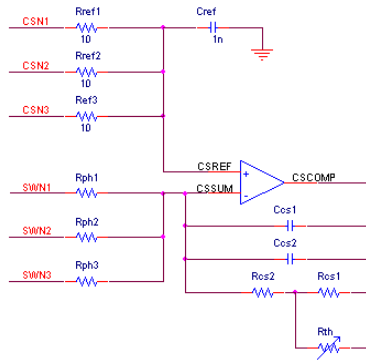 Rref1
Cref
CSN1
10
1n
Rref2
CSN2
10
Rref3
CSN3
10
CSREF
+
CSCOMP
Rph1
SWN1
CSSUM
-
Ccs1
Rph2
SWN2
Ccs2
Rph3
Rcs2
Rcs1
SWN3
Rth